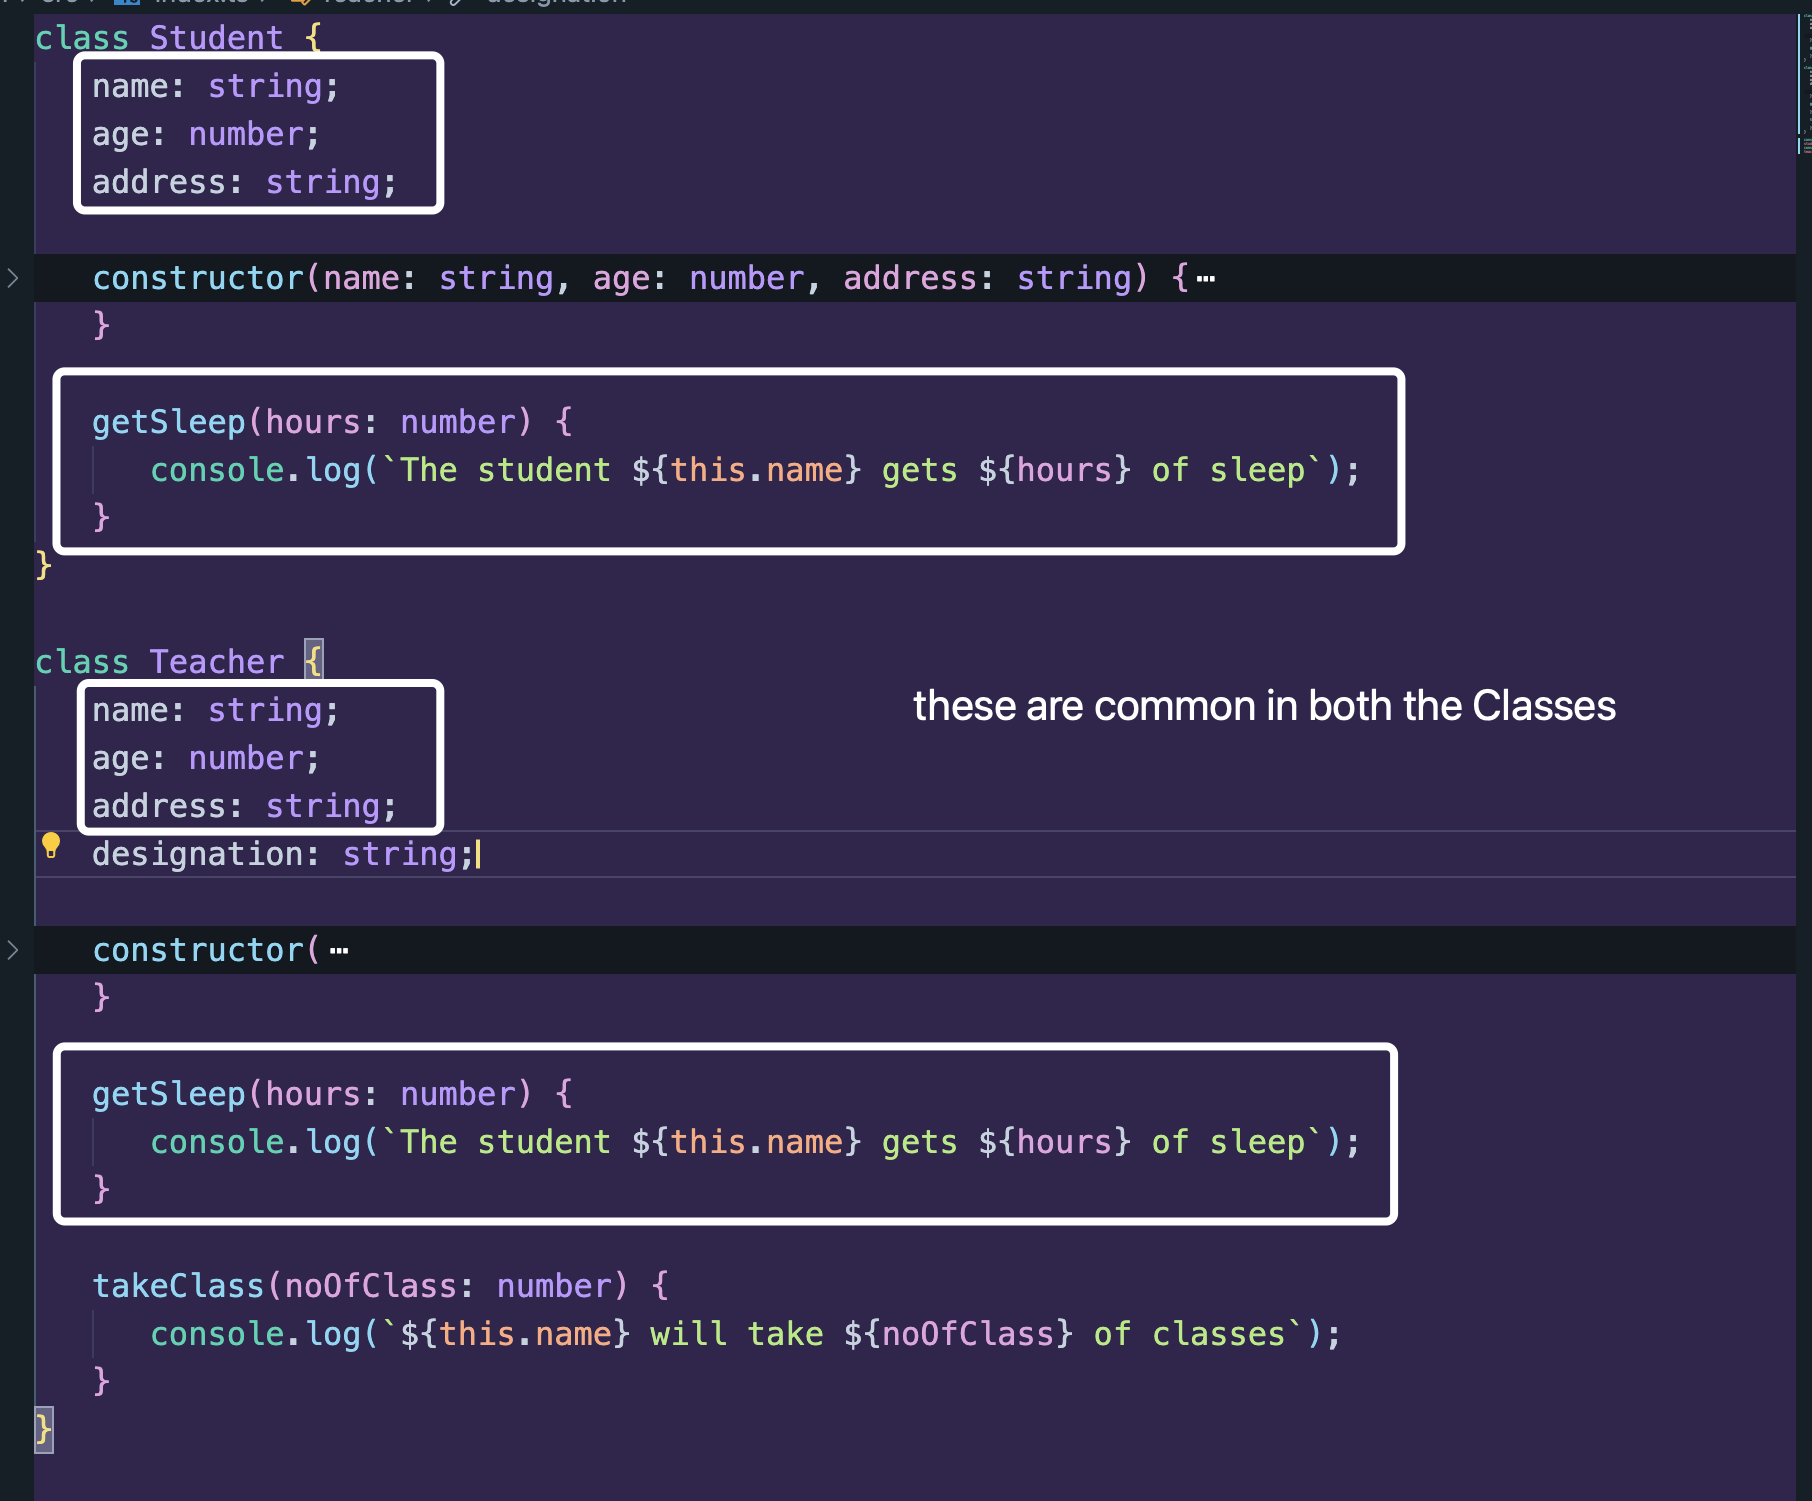 class Student {
name: string;
age: number;
address: string;
constructor(name: string, age: number, address: string) {…
}
getSleep(hours: number) {
console.log(`The student ${this.name} gets ${hours} of sleep`);
}
}
class Teacher {
name: string;
these are common in both the Classes
age: number;
address: string;
designation: string;
constructor(…
}
getSleep(hours: number) {
console.log(`The student ${this.name} gets ${hours} of sleep`);
}
takeClass(noOfClass: number) {
console.log(`${this.name} will take ${noOfClass} of classes`);
}
}